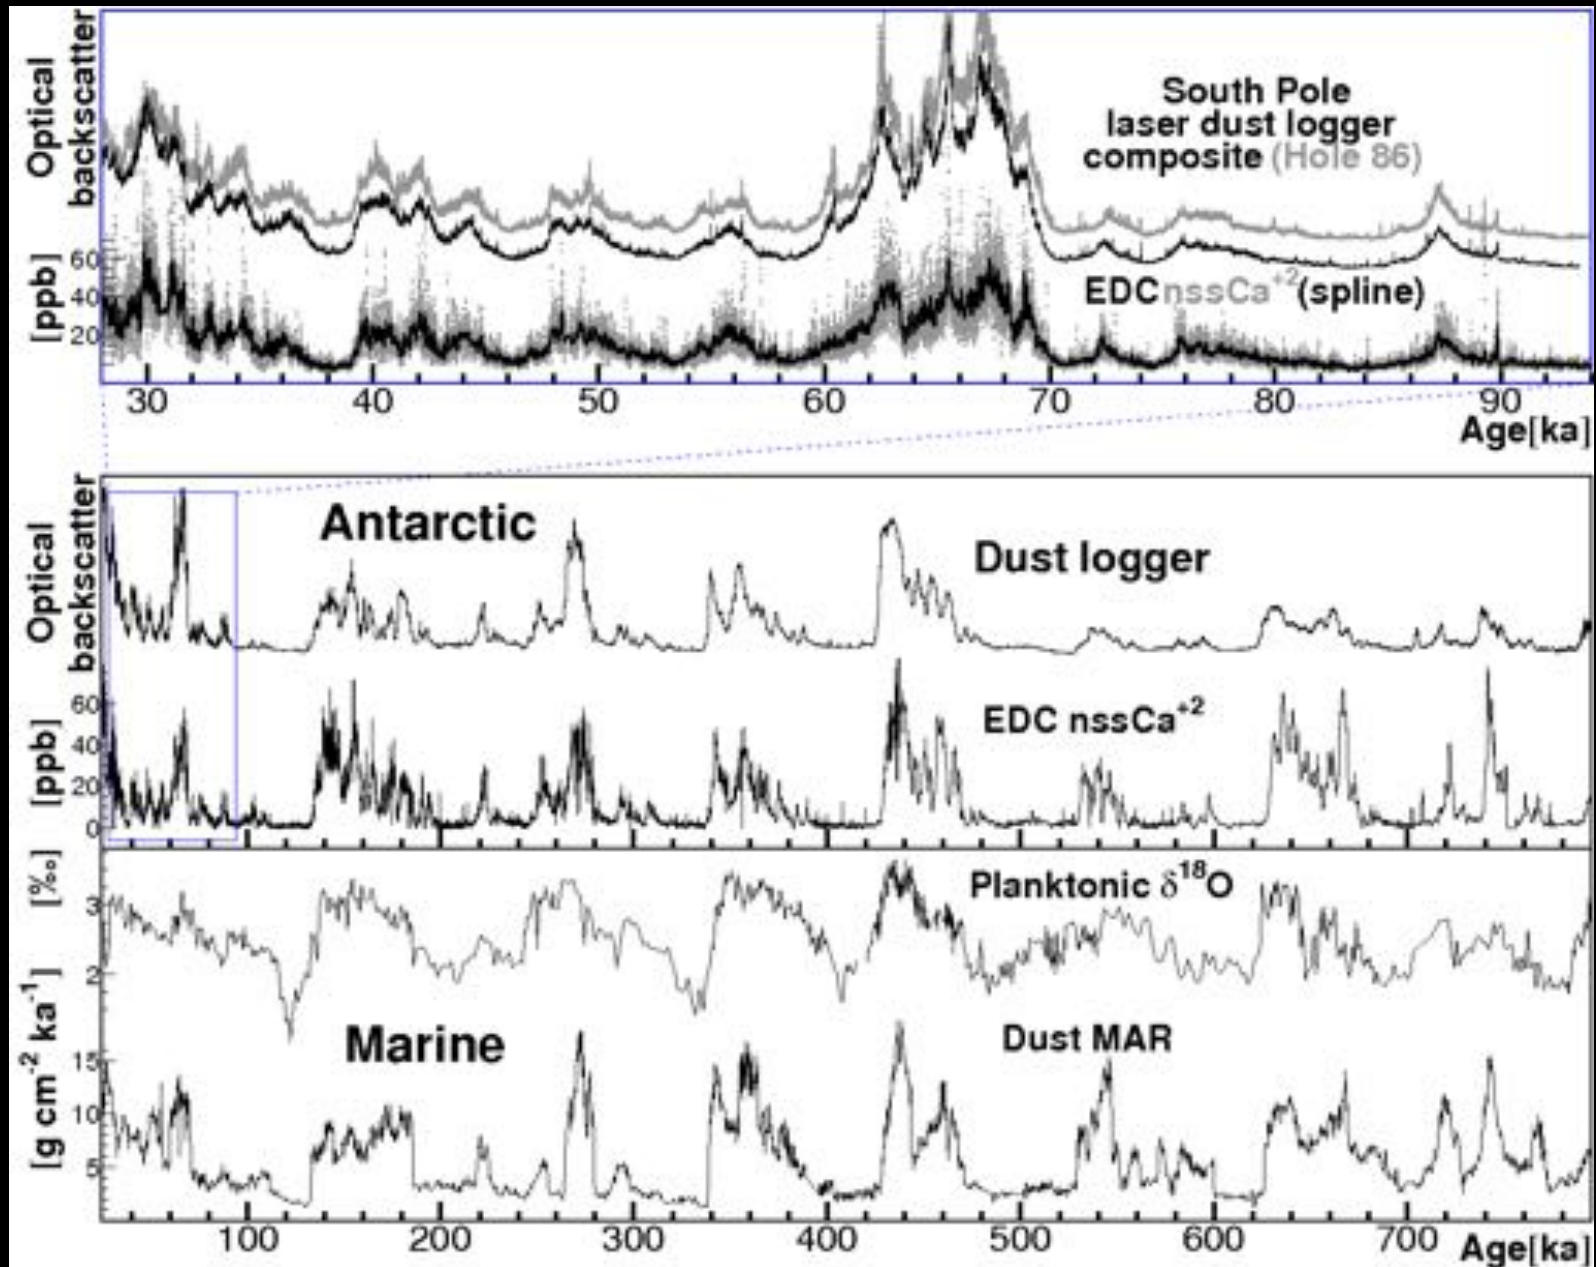 Optical
backscatter
[ppb]
60
40
20
South Pole
laser dust logger
composite (Hole 86)
EDC nssCa+2 (spline)
30 40 50 60 70 80 90
Age[ka]
Optical
backscatter
Antarctic
Dust logger
[ppb]
60
40
20
0
EDC nssCa+2
[‰]
3
2
Planktonic δ18O
Marine
Dust MAR
[g cm-2 ka-1]
15
10
5
100 200 300 400 500 600 700
Age[ka]